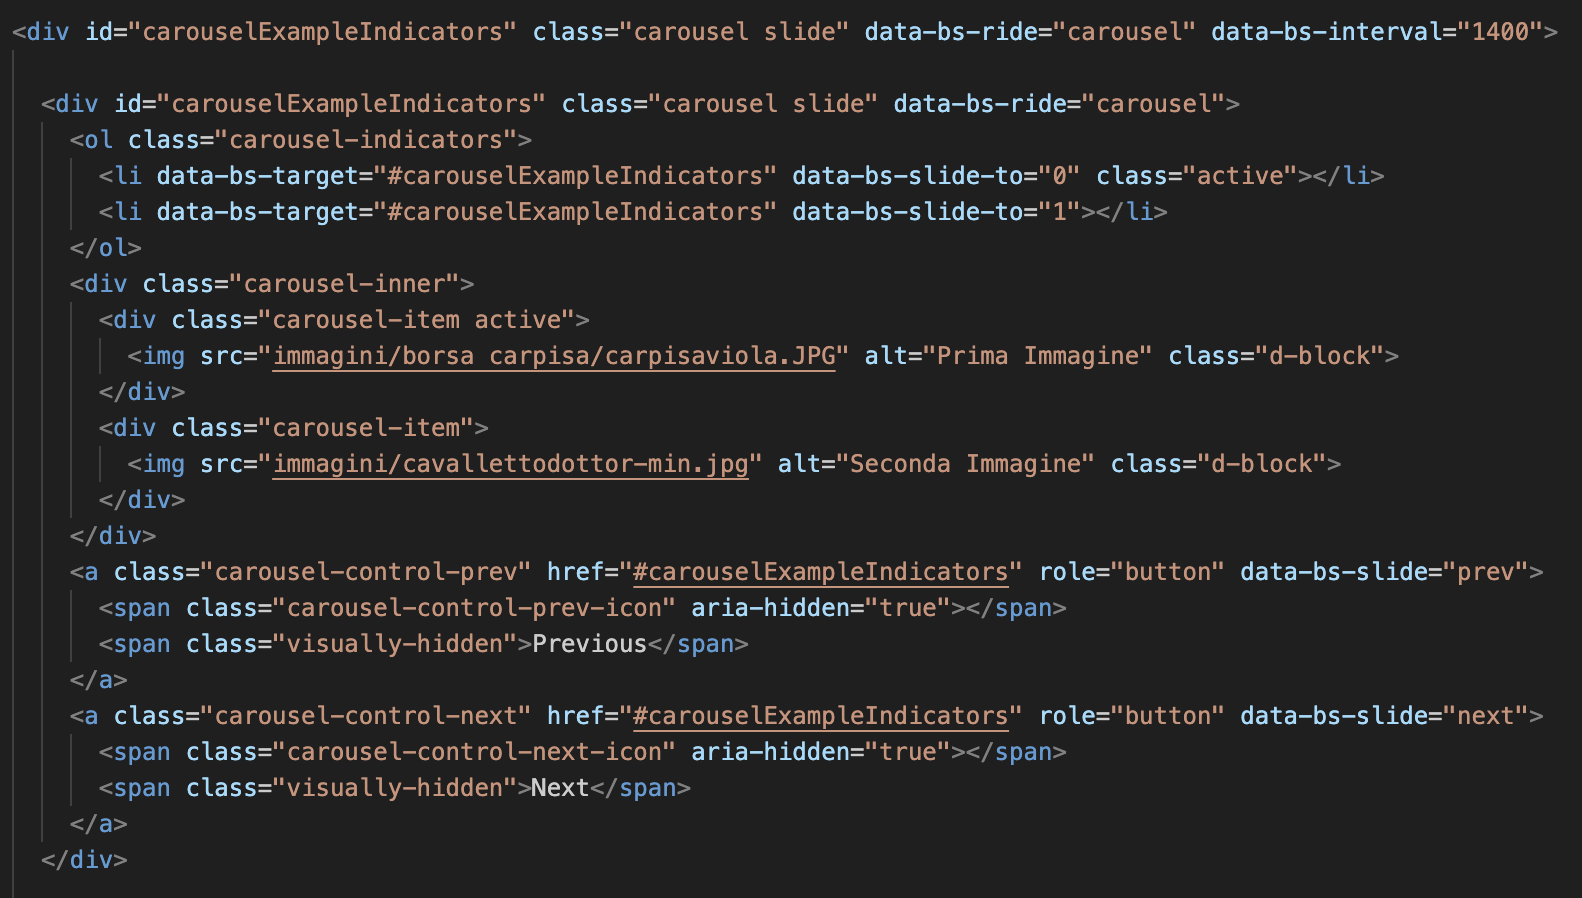 <div id="carouselExampleIndicators" class="carousel slide" data-bs-ride="carousel" data-bs-interval="1400">
<div id="carouselExampleIndicators" class="carousel slide" data-bs-ride="carousel">
<ol class="carousel-indicators">
<li data-bs-target="#carouselExampleIndicators" data-bs-slide-to="0" class="active"></li>
<li data-bs-target="#carouselExampleIndicators" data-bs-slide-to="1"></li>
</ol>
<div class="carousel-inner">
<div class="carousel-item active">
<img src="immagini/borsa carpisa/carpisaviola.JPG" alt="Prima Immagine" class="d-block">
</div>
<div class="carousel-item">
<img src="immagini/cavallettodottor-min.jpg" alt="Seconda Immagine" class="d-block">
</div>
</div>
<a class="carousel-control-prev" href="#carouselExampleIndicators" role="button" data-bs-slide="prev">
<span class="carousel-control-prev-icon" aria-hidden="true"></span>
<span class="visually-hidden">Previous</span>
</a>
<a class="carousel-control-next" href="#carouselExampleIndicators" role="button" data-bs-slide="next">
<span class="carousel-control-next-icon" aria-hidden="true"></span>
<span class="visually-hidden">Next</span>
</a>
</div>